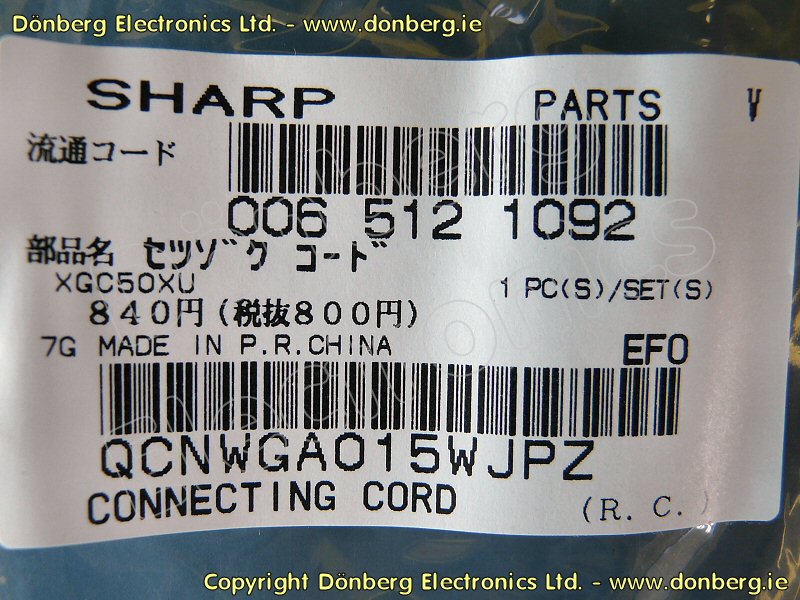 Dönberg Electronics Ltd. - www.donberg.ie
SHARP PARTS V
流通コード
006 512 1092
部品名 セツゾク コード
XGC50XU 1 PC(S)/SET(S)
840円(税抜800円)
7G MADE IN P.R.CHINA EF0
QCNWGA015WJPZ
CONNECTING CORD (R. C.)
Copyright Dönberg Electronics Ltd. - www.donberg.ie